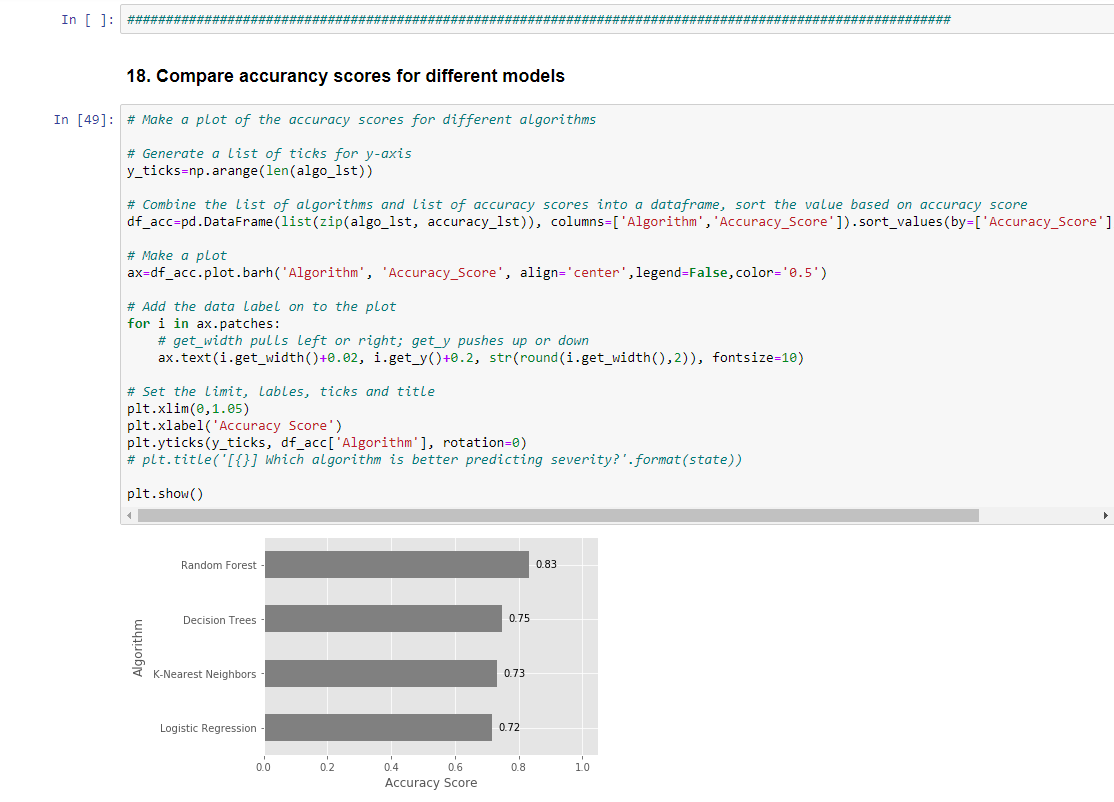 In [ ]: ##########################################################################################################
18. Compare accurancy scores for different models
In [49]: # Make a plot of the accuracy scores for different algorithms
# Generate a list of ticks for y-axis
y_ticks=np.arange(len(algo_lst))
# Combine the list of algorithms and list of accuracy scores into a dataframe, sort the value based on accuracy score
df_acc=pd.DataFrame(list(zip(algo_lst, accuracy_lst)), columns=['Algorithm','Accuracy_Score']).sort_values(by=['Accuracy_Score']
# Make a plot
ax=df_acc.plot.barh('Algorithm', 'Accuracy_Score', align='center',legend=False,color='0.5')
# Add the data label on to the plot
for i in ax.patches:
    # get_width pulls left or right; get_y pushes up or down
    ax.text(i.get_width()+0.02, i.get_y()+0.2, str(round(i.get_width(),2)), fontsize=10)
# Set the limit, lables, ticks and title
plt.xlim(0,1.05)
plt.xlabel('Accuracy Score')
plt.yticks(y_ticks, df_acc['Algorithm'], rotation=0)
# plt.title('[{}] Which algorithm is better predicting severity?'.format(state))
plt.show()
Algorithm
Random Forest 0.83
Decision Trees 0.75
K-Nearest Neighbors 0.73
Logistic Regression 0.72
0.0 0.2 0.4 0.6 0.8 1.0
Accuracy Score